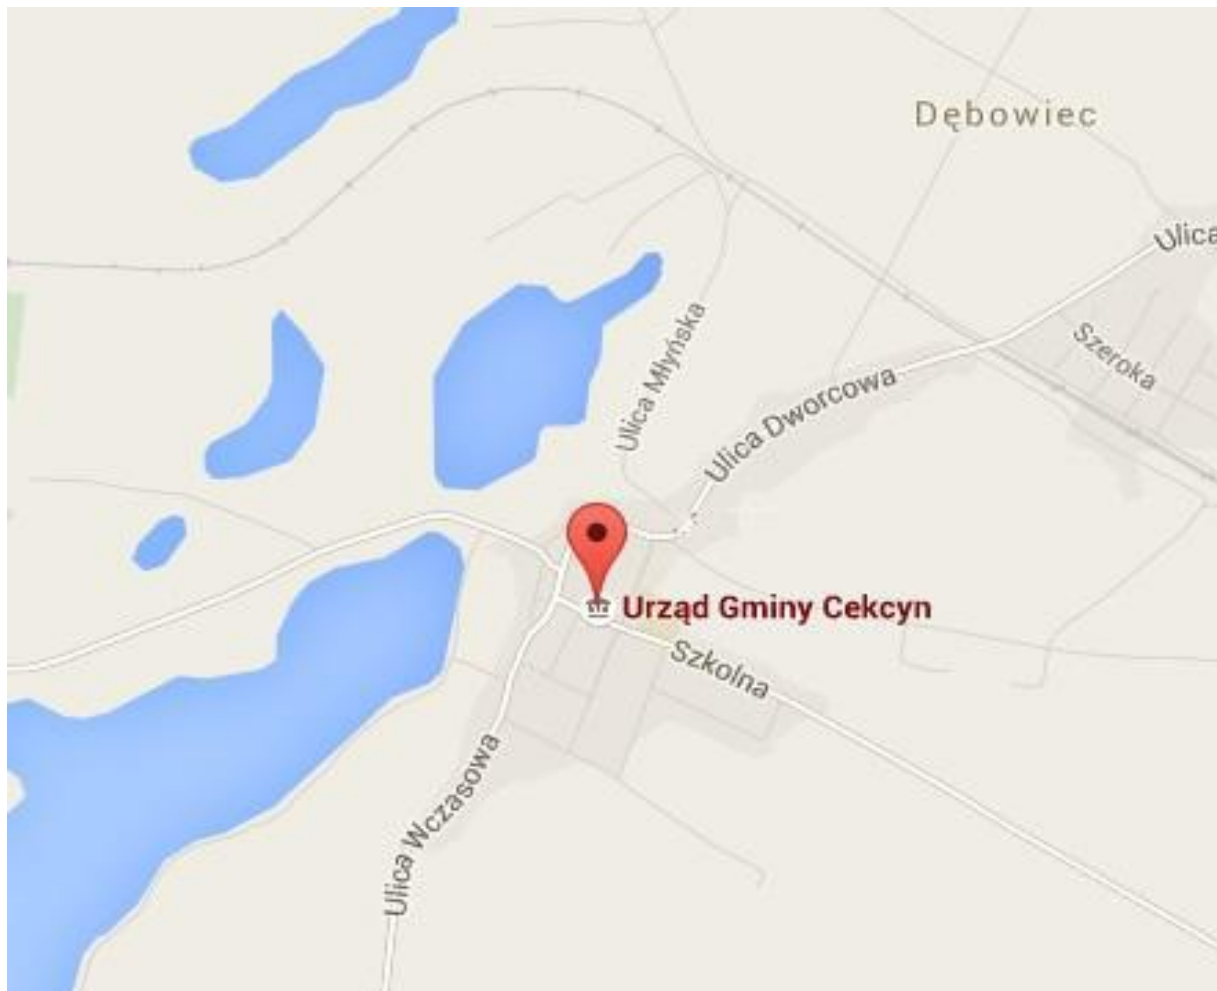 Dębowiec
Ulica
Szeroka
Ulica Młyńska
Ulica Dworcowa
Urząd Gminy Cekcyn
Szkolna
Ulica Wczasowa